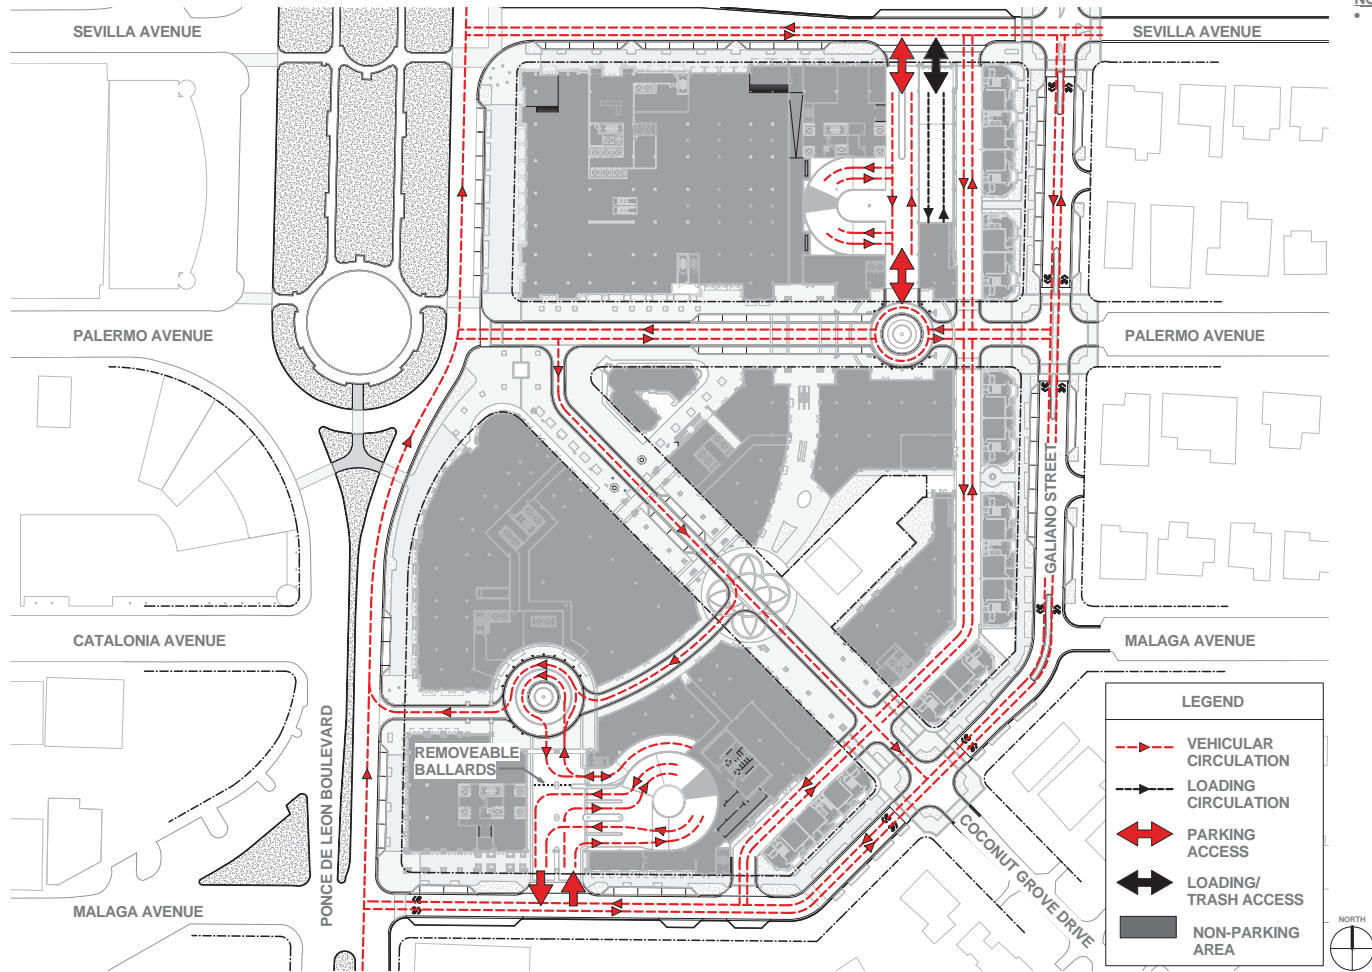 SEVILLA AVENUE
SEVILLA AVENUE
PALERMO AVENUE
PALERMO AVENUE
GALIANO STREET
CATALONIA AVENUE
MALAGA AVENUE
PONCE DE LEON BOULEVARD
REMOVEABLE
BALLARDS
COCONUT GROVE DRIVE
MALAGA AVENUE
LEGEND
VEHICULAR
CIRCULATION
LOADING
CIRCULATION
PARKING
ACCESS
LOADING/
TRASH ACCESS
NON-PARKING
AREA
NORTH